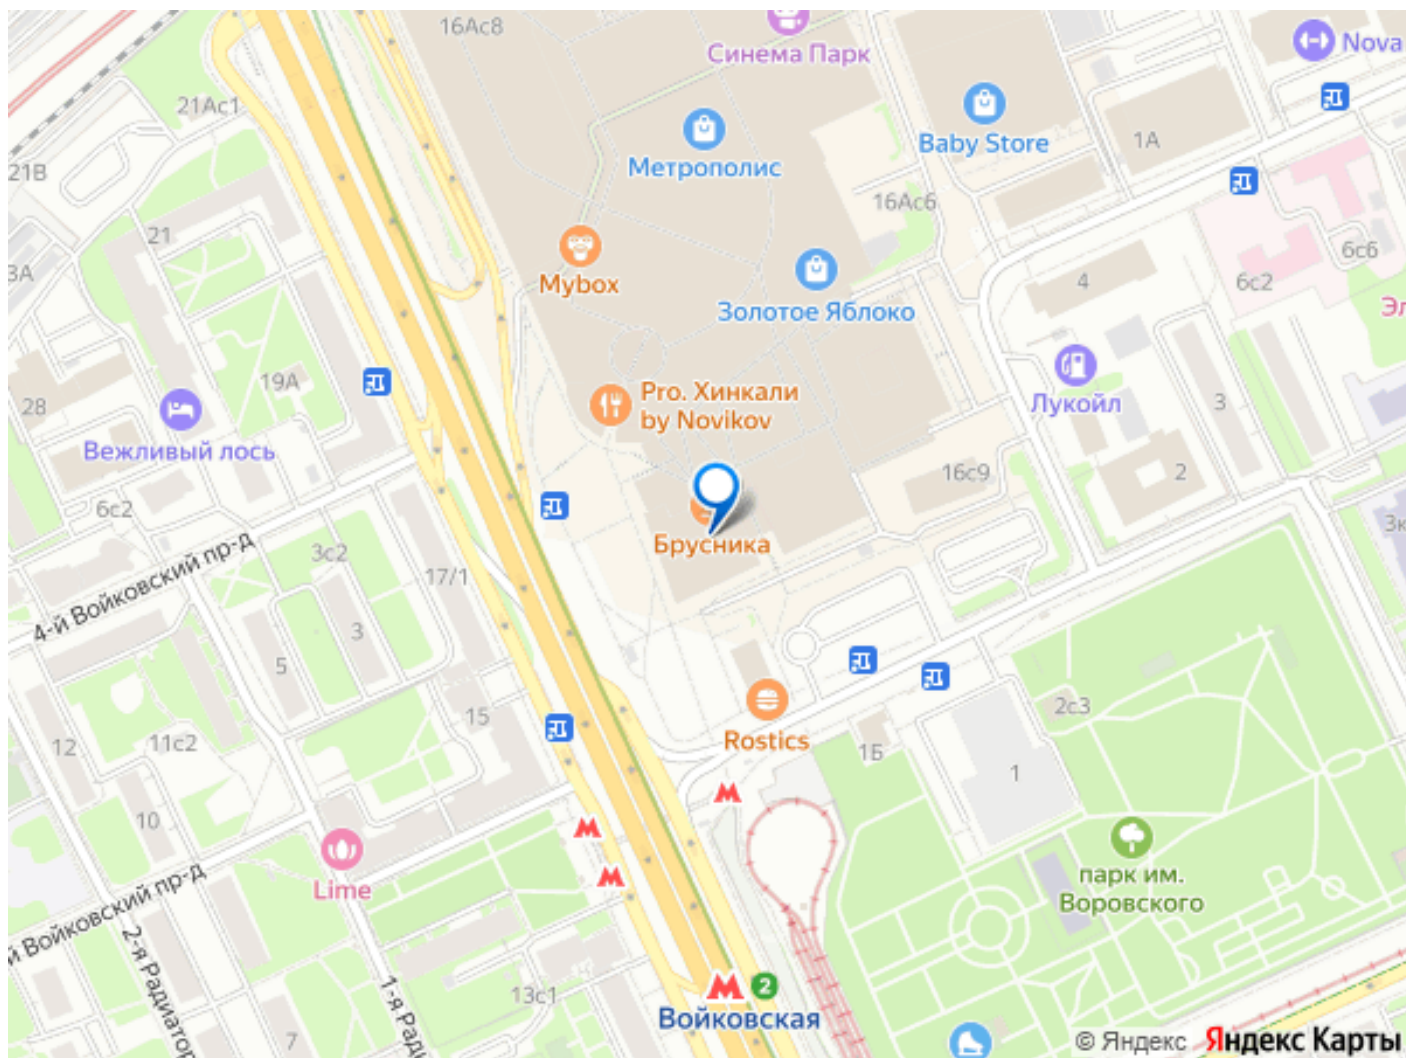 16Ас8
Синема Парк
Nova
21Ас1
Метрополис
Baby Store
1А
21В
16Ас6
21
3А
Mybox
Золотое Яблоко
4
6с2
6с6
Эл
19А
28
Вежливый лось
Pro. Хинкали
by Novikov
Лукойл
3
2
16с9
6с2
3с2
4-й Войковский пр-д
17/1
Брусника
3к
3
5
15
12
11с2
Rostics
1Б
2с3
1
10
Lime
й Войковский пр-д
2-я Радиатор
1-я Ради
парк им.
Воровского
13с1
7
2
Войковская
© Яндекс Яндекс Карты